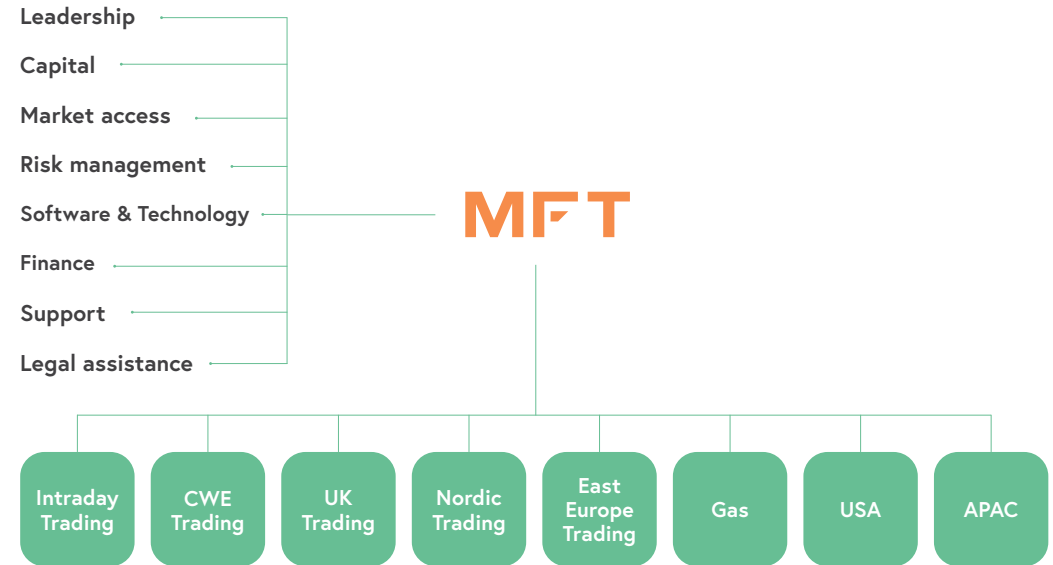 Leadership
Capital
Market access
Risk management
Software & Technology
Finance
Support
Legal assistance
MFT
Intraday
Trading
CWE
Trading
UK
Trading
Nordic
Trading
East
Europe
Trading
Gas
USA
APAC